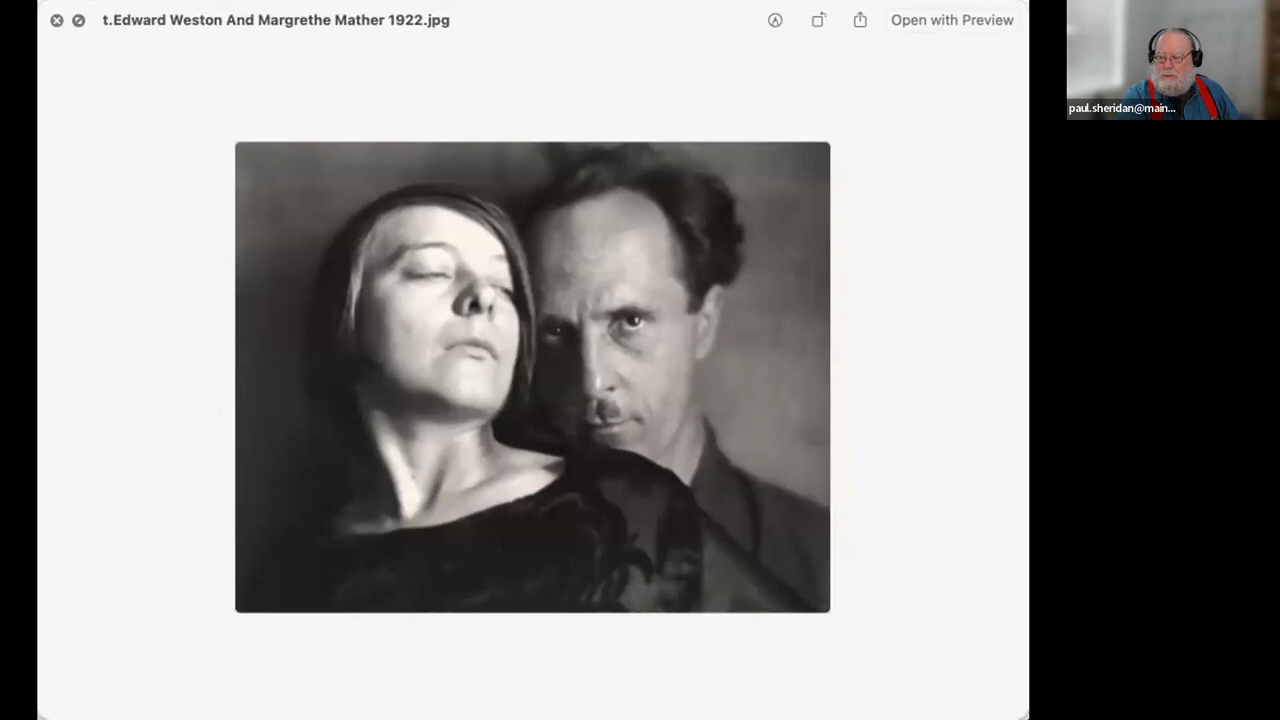 t.Edward Weston And Margrethe Mather 1922.jpg
Open with Preview
paul.sheridan@main...